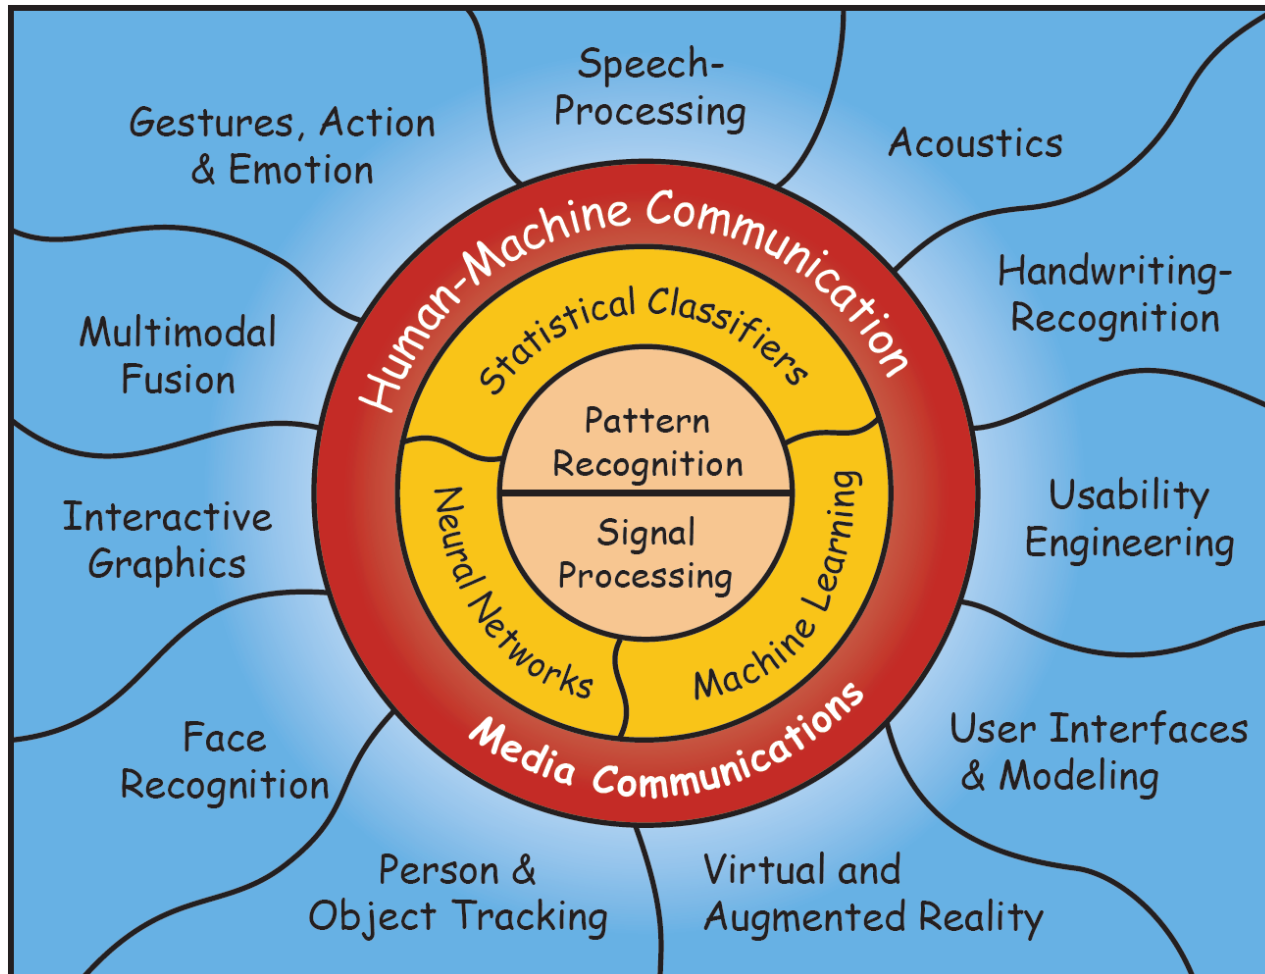 Speech-
Processing
Gestures, Action
& Emotion
Acoustics
Human-Machine Communication
Handwriting-
Recognition
Statistical Classifiers
Multimodal
Fusion
Pattern
Recognition
Interactive
Graphics
Neural Networks
Signal
Processing
Machine Learning
Usability
Engineering
Media Communications
Face
Recognition
User Interfaces
& Modeling
Person &
Object Tracking
Virtual and
Augmented Reality